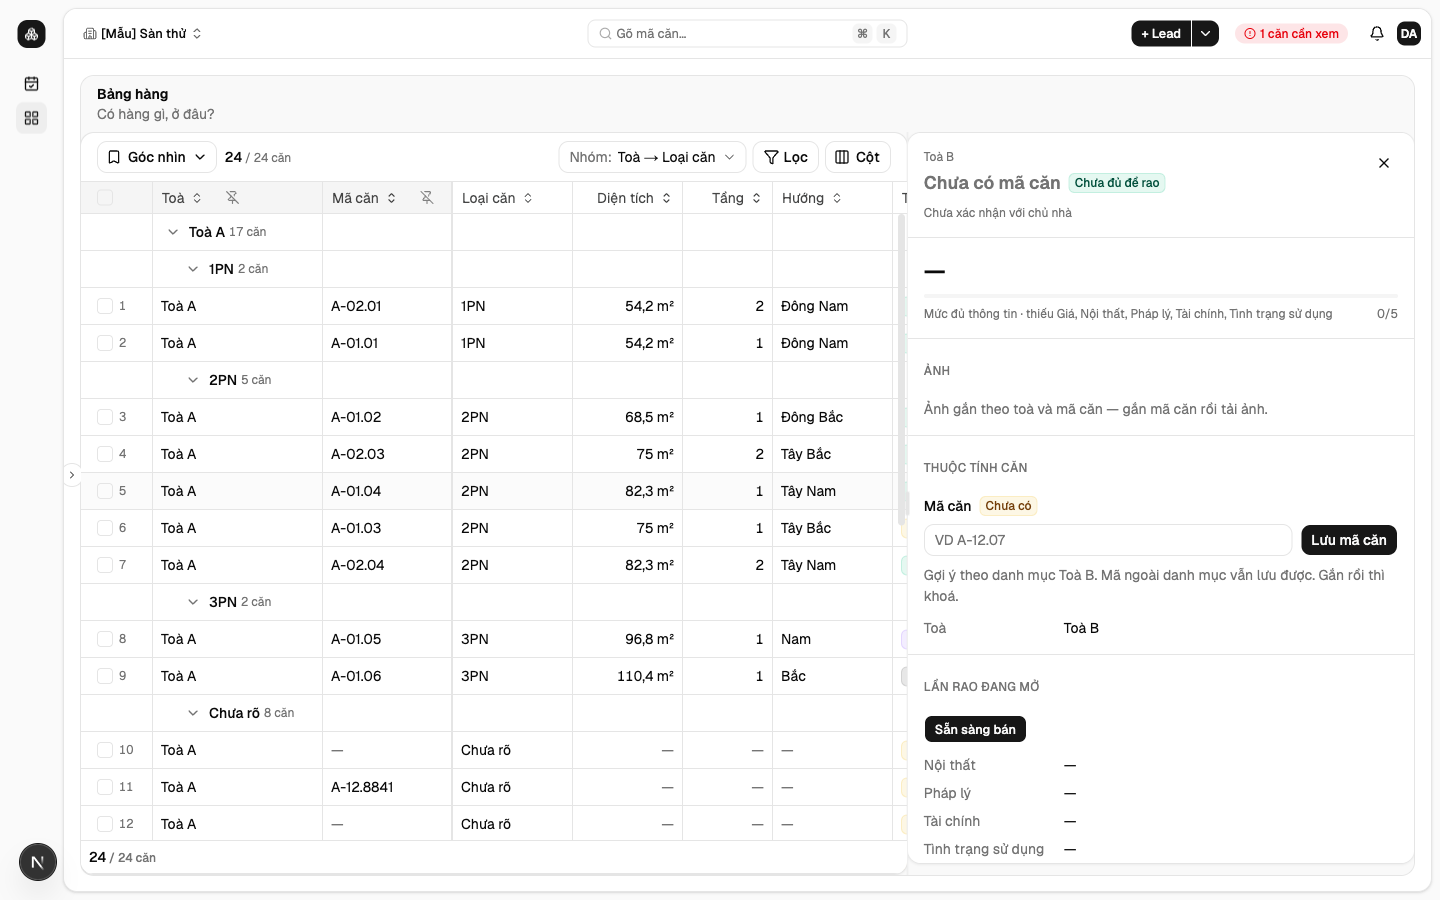 [Mẫu] Sàn thử
Gõ mã căn…
⌘ K
+ Lead
1 căn cần xem
DA
Bảng hàng
Có hàng gì, ở đâu?
Góc nhìn
24 / 24 căn
Nhóm: Toà → Loại căn
Lọc
Cột
Toà
Mã căn
Loại căn
Diện tích
Tầng
Hướng
T
Toà A 17 căn
1PN 2 căn
1 Toà A A-02.01 1PN 54,2 m² 2 Đông Nam
2 Toà A A-01.01 1PN 54,2 m² 1 Đông Nam
2PN 5 căn
3 Toà A A-01.02 2PN 68,5 m² 1 Đông Bắc
4 Toà A A-02.03 2PN 75 m² 2 Tây Bắc
5 Toà A A-01.04 2PN 82,3 m² 1 Tây Nam
6 Toà A A-01.03 2PN 75 m² 1 Tây Bắc
7 Toà A A-02.04 2PN 82,3 m² 2 Tây Nam
3PN 2 căn
8 Toà A A-01.05 3PN 96,8 m² 1 Nam
9 Toà A A-01.06 3PN 110,4 m² 1 Bắc
Chưa rõ 8 căn
10 Toà A — Chưa rõ — — —
11 Toà A A-12.8841 Chưa rõ — — —
12 Toà A — Chưa rõ — — —
24 / 24 căn
Toà B
Chưa có mã căn Chưa đủ để rao
Chưa xác nhận với chủ nhà
—
Mức đủ thông tin · thiếu Giá, Nội thất, Pháp lý, Tài chính, Tình trạng sử dụng 0/5
ẢNH
Ảnh gắn theo toà và mã căn — gắn mã căn rồi tải ảnh.
THUỘC TÍNH CĂN
Mã căn Chưa có
VD A-12.07
Lưu mã căn
Gợi ý theo danh mục Toà B. Mã ngoài danh mục vẫn lưu được. Gắn rồi thì
khoá.
Toà Toà B
LẦN RAO ĐANG MỞ
Sẵn sàng bán
Nội thất —
Pháp lý —
Tài chính —
Tình trạng sử dụng —
N